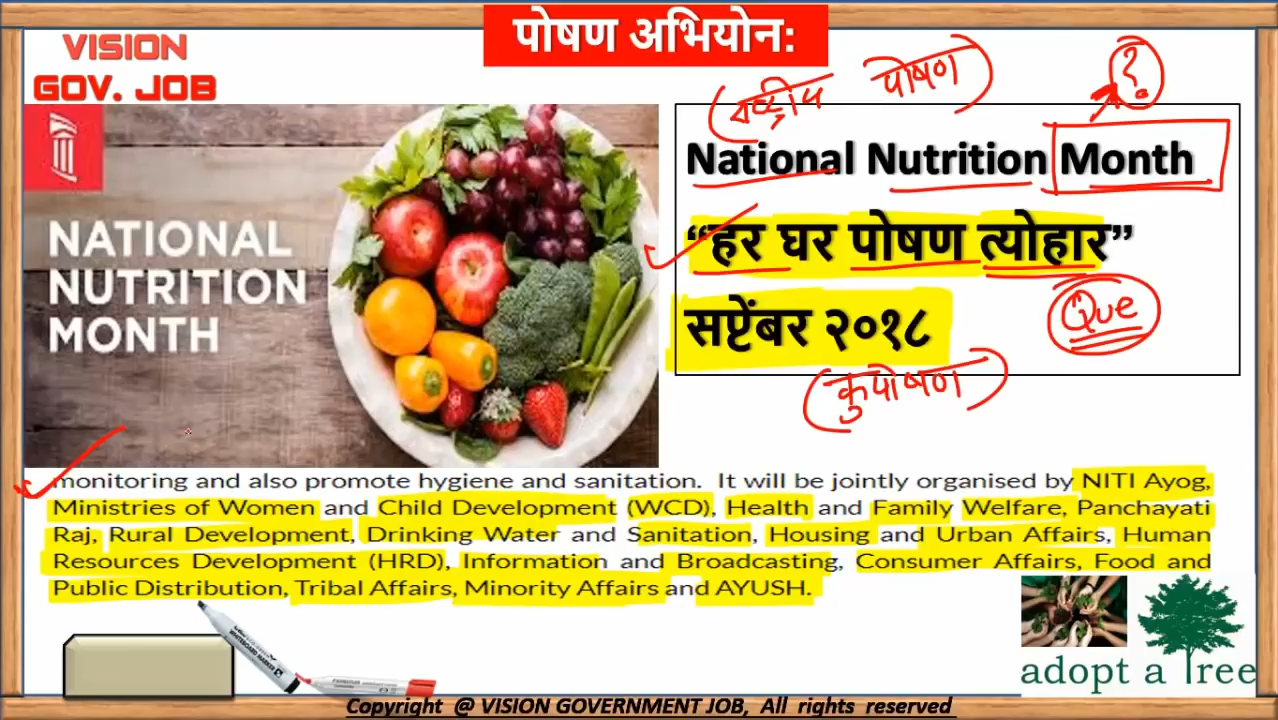 पोषण अभियोन:
VISION
GOV. JOB
राष्ट्रीय पोषण
?
National Nutrition Month
NATIONAL
NUTRITION
MONTH
“हर घर पोषण त्योहार”
सप्टेंबर २०१८
Que
कुपोषण
monitoring and also promote hygiene and sanitation. It will be jointly organised by NITI Ayog,
Ministries of Women and Child Development (WCD), Health and Family Welfare, Panchayati
Raj, Rural Development, Drinking Water and Sanitation, Housing and Urban Affairs, Human
Resources Development (HRD), Information and Broadcasting, Consumer Affairs, Food and
Public Distribution, Tribal Affairs, Minority Affairs and AYUSH.
WHITEBOARD MARKER
adopt a Tree
Copyright @ VISION GOVERNMENT JOB, All rights reserved